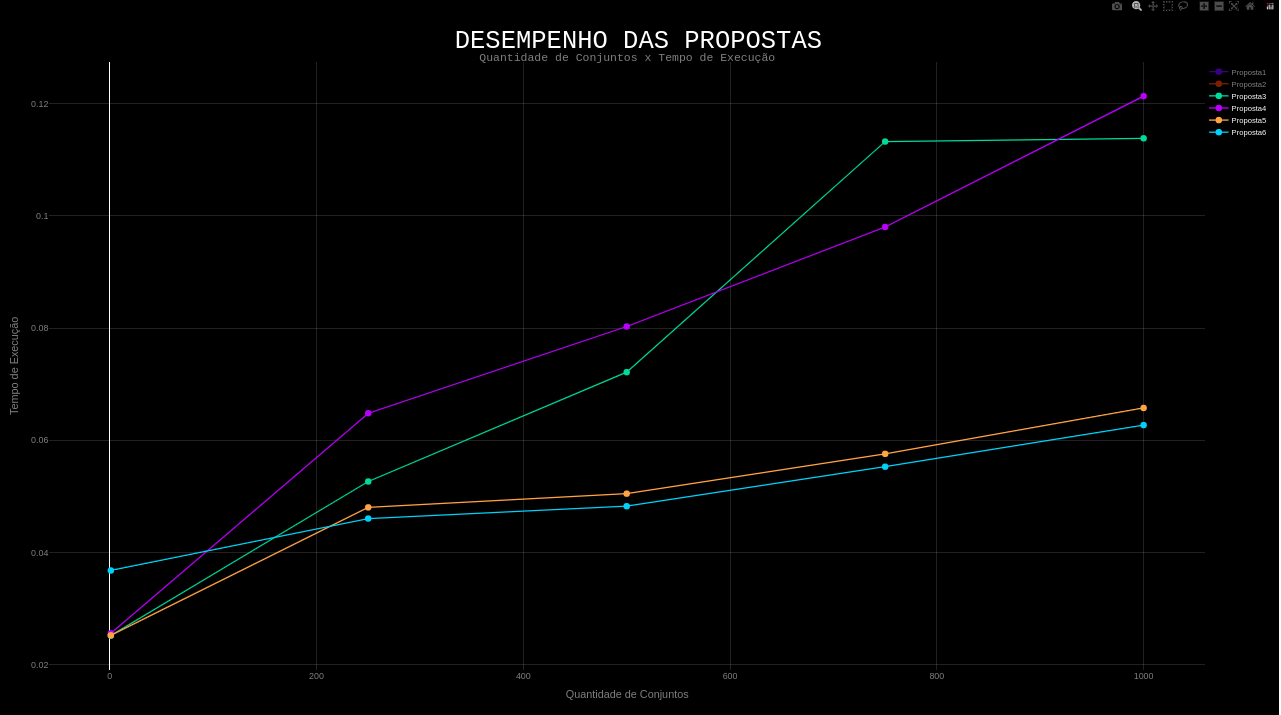 DESEMPENHO DAS PROPOSTAS
Quantidade de Conjuntos x Tempo de Execução
Proposta1
Proposta2
Proposta3
Proposta4
Proposta5
Proposta6
0.12
0.1
0.08
0.06
0.04
0.02
Tempo de Execução
0
200
400
600
800
1000
Quantidade de Conjuntos